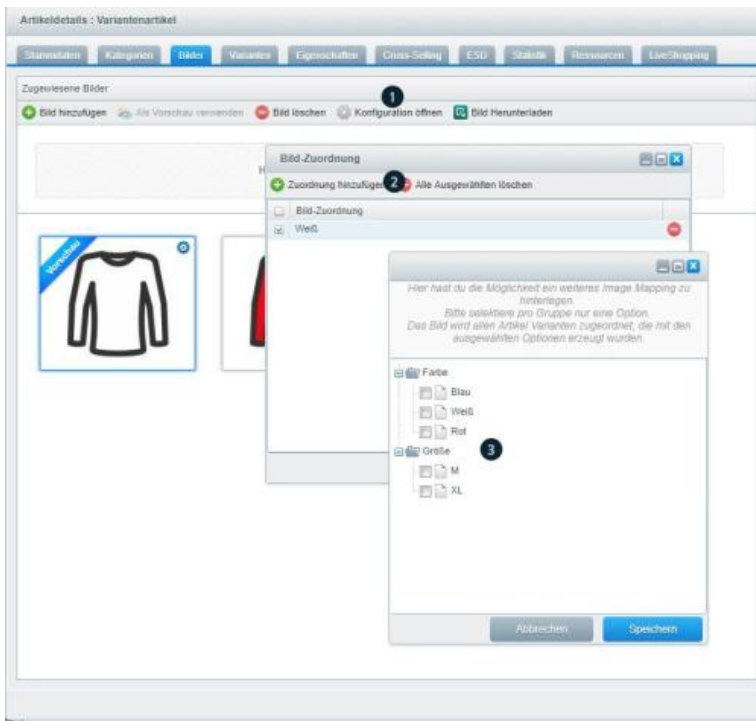 Artikeldetails : Variantenartikel
Stammdaten Kategorien Bilder Varianten Eigenschaften Cross-Selling ESD Statistik Ressourcen LiveShopping
Zugewiesene Bilder
1
Bild hinzufügen Als Vorschau verwenden Bild löschen Konfiguration öffnen Bild Herunterladen
Bild-Zuordnung
H
Zuordnung hinzufügen 2 Alle Ausgewählten löschen
Bild-Zuordnung
Weiß
Vorschau
Hier hast du die Möglichkeit ein weiteres Image Mapping zu
hinterlegen.
Bitte selektiere pro Gruppe nur eine Option.
Das Bild wird allen Artikel Varianten zugeordnet, die mit den
ausgewählten Optionen erzeugt wurden.
Farbe
Blau
Weiß
Rot
Größe 3
M
XL
Abbrechen Speichern